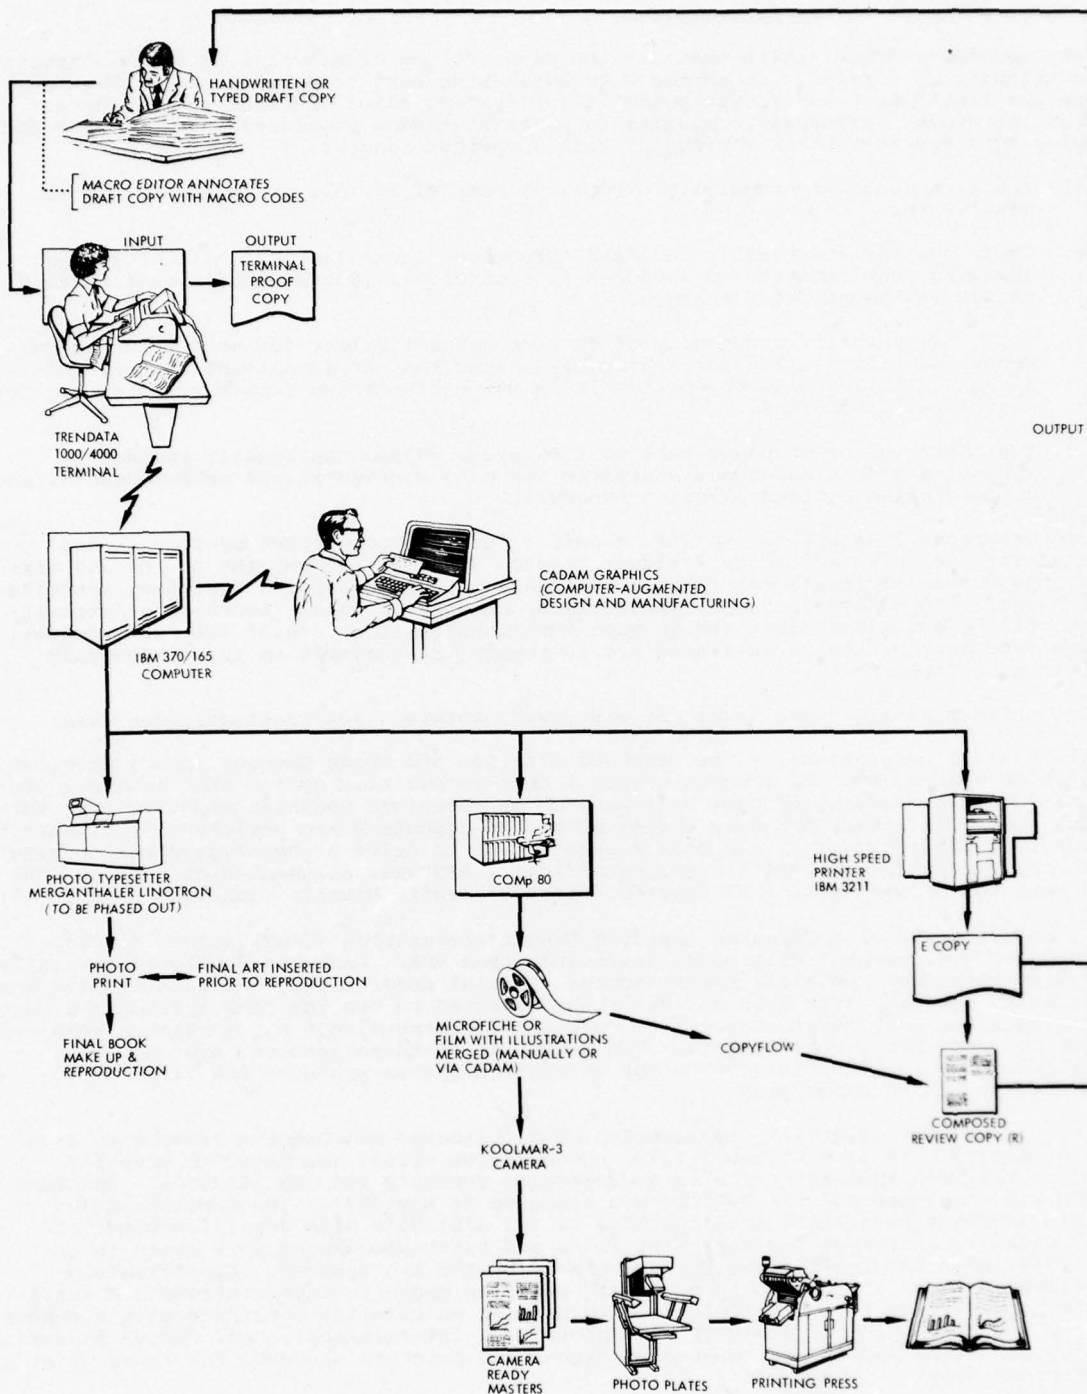 HANDWRITTEN OR
TYPED DRAFT COPY
MACRO EDITOR ANNOTATES
DRAFT COPY WITH MACRO CODES
INPUT
OUTPUT
TERMINAL
PROOF
COPY
C
TRENDATA
1000/4000
TERMINAL
OUTPUT
CADAM GRAPHICS
(COMPUTER-AUGMENTED
DESIGN AND MANUFACTURING)
IBM 370/165
COMPUTER
PHOTO TYPESETTER
MERGANTHALER LINOTRON
(TO BE PHASED OUT)
COMp 80
HIGH SPEED
PRINTER
IBM 3211
E COPY
PHOTO
PRINT
FINAL ART INSERTED
PRIOR TO REPRODUCTION
FINAL BOOK
MAKE UP &
REPRODUCTION
MICROFICHE OR
FILM WITH ILLUSTRATIONS
MERGED (MANUALLY OR
VIA CADAM)
COPYFLOW
COMPOSED
REVIEW COPY (R)
KOOLMAR-3
CAMERA
CAMERA
READY
MASTERS
PHOTO PLATES
PRINTING PRESS